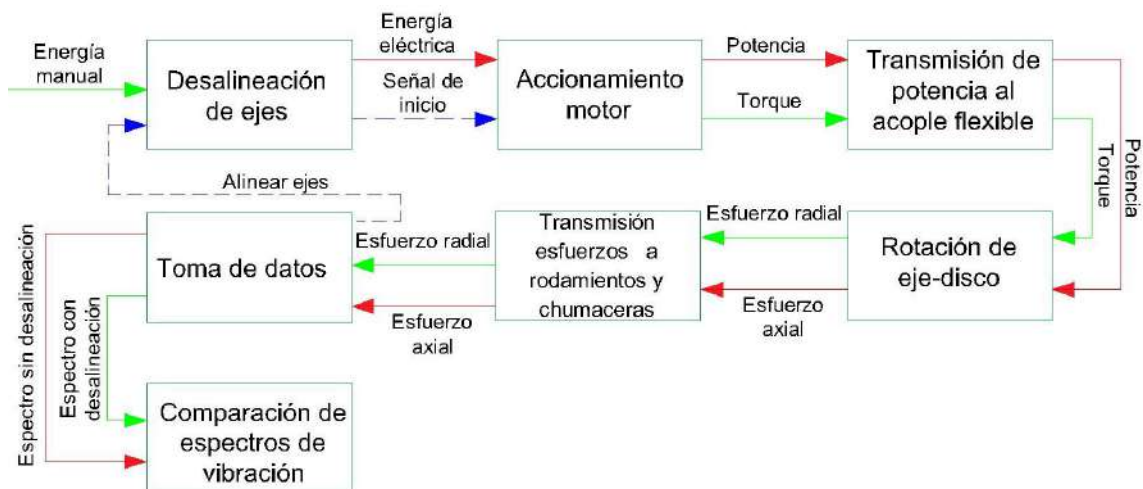 Energía
manual
Desalineación
de ejes
Energía
eléctrica
Señal de
inicio
Accionamiento
motor
Potencia
Torque
Transmisión de
potencia al
acople flexible
Torque
Potencia
Alinear ejes
Rotación de
eje-disco
Esfuerzo radial
Esfuerzo
axial
Transmisión
esfuerzos a
rodamientos y
chumaceras
Esfuerzo radial
Esfuerzo
axial
Toma de datos
Espectro sin desalineación
Espectro con
desalineación
Comparación de
espectros de
vibración